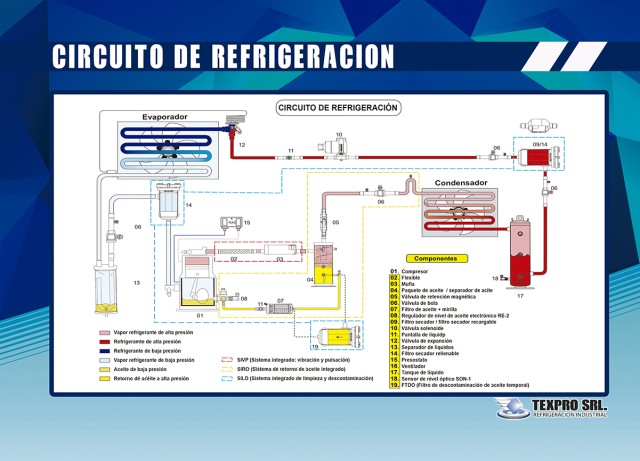 CIRCUITO DE REFRIGERACION
CIRCUITO DE REFRIGERACIÓN
Evaporador
12
11
10
06
09/14
06
06
14
15
13
05
06
Condensador
02
03
04
01
08
11
07
19
18
17
Componentes
01. Compresor
02. Flexible
03. Mufla
04. Paquete de aceite / separador de aceite
05. Válvula de retención magnética
06. Válvula de bota
07. Filtro de aceite + mirilla
08. Regulador de nivel de aceite electrónico RE-2
09. Filtro secador / filtro secador recargable
10. Válvula solenoide
11. Pantalla de líquido
12. Válvula de expansión
13. Separador de líquidos
14. Filtro secador rellenable
15. Presostato
16. Ventilador
17. Tanque de líquido
18. Sensor de nivel óptico SON-1
19. FTDO (Filtro de descontaminación de aceite temporal)
Vapor refrigerante de alta presión
Refrigerante de alta presión
Refrigerante de baja presión
Vapor refrigerante de baja presión
Aceite de baja presión
Retorno de aceite a alta presión
SIVP (Sistema integrado: vibración y pulsación)
SIRO (Sistema de retorno de aceite integrado)
SILD (Sistema integrado de limpieza y descontaminación)
TEXPRO SRL.
REFRIGERACION INDUSTRIAL